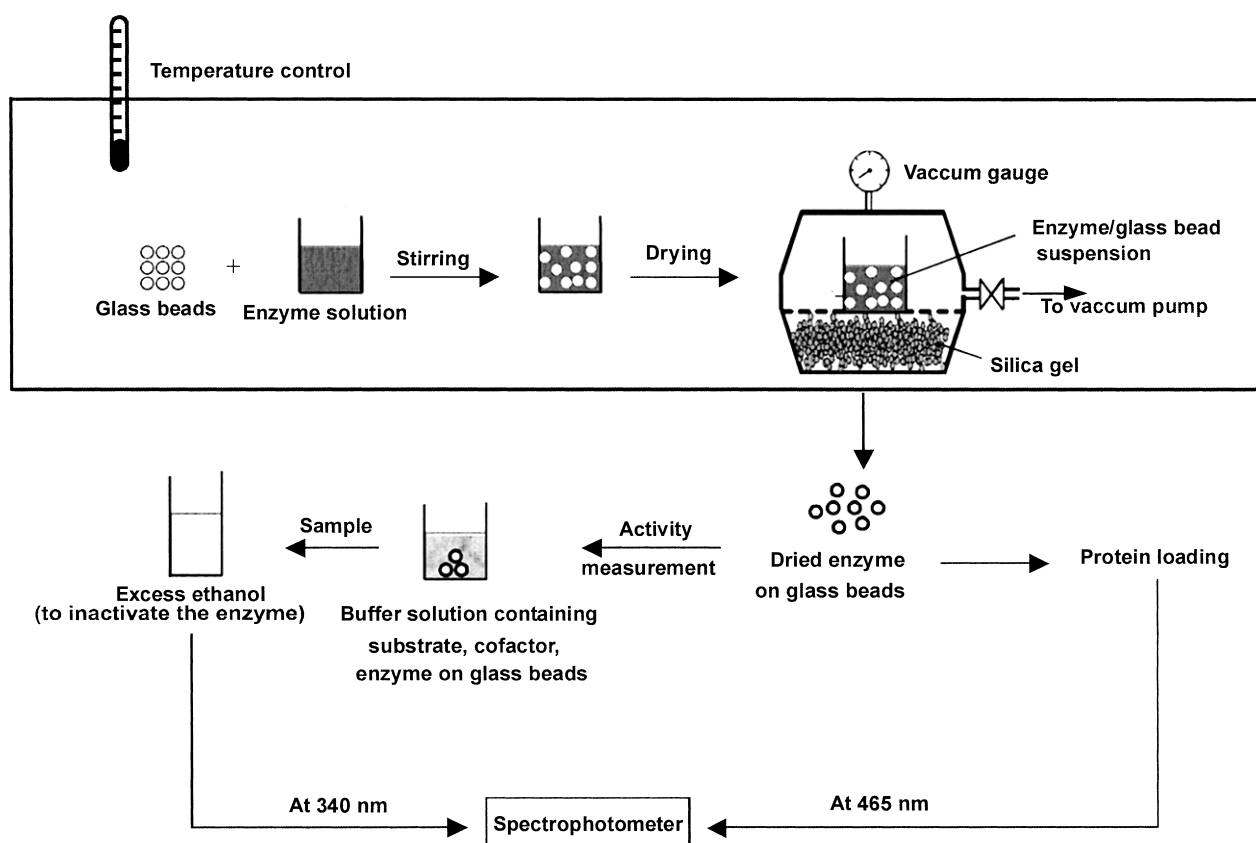 Temperature control
Vaccum gauge
Enzyme/glass bead
suspension
Stirring
Drying
+
Glass beads
Enzyme solution
To vaccum pump
Silica gel
Sample
Activity
measurement
Dried enzyme
on glass beads
Protein loading
Excess ethanol
(to inactivate the enzyme)
Buffer solution containing
substrate, cofactor,
enzyme on glass beads
At 340 nm
Spectrophotometer
At 465 nm